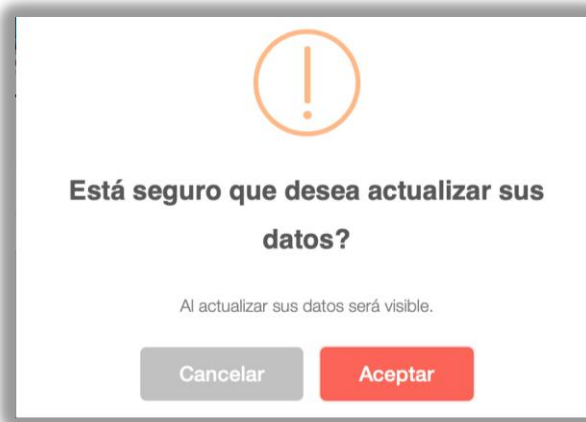 Está seguro que desea actualizar sus
datos?
Al actualizar sus datos será visible.
Cancelar
Aceptar